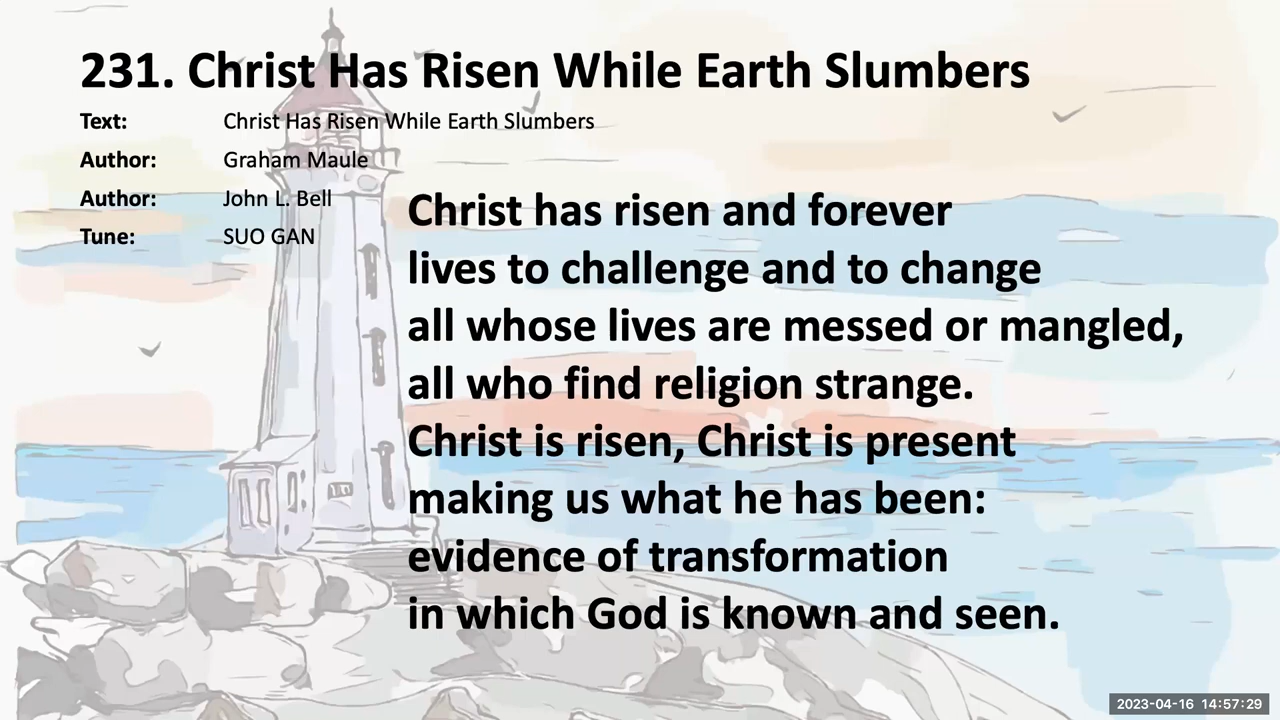 231. Christ Has Risen While Earth Slumbers
Text: Christ Has Risen While Earth Slumbers
Author: Graham Maule
Author: John L. Bell
Tune: SUO GAN
Christ has risen and forever
lives to challenge and to change
all whose lives are messed or mangled,
all who find religion strange.
Christ is risen, Christ is present
making us what he has been:
evidence of transformation
in which God is known and seen.
2023-04-16 14:57:29